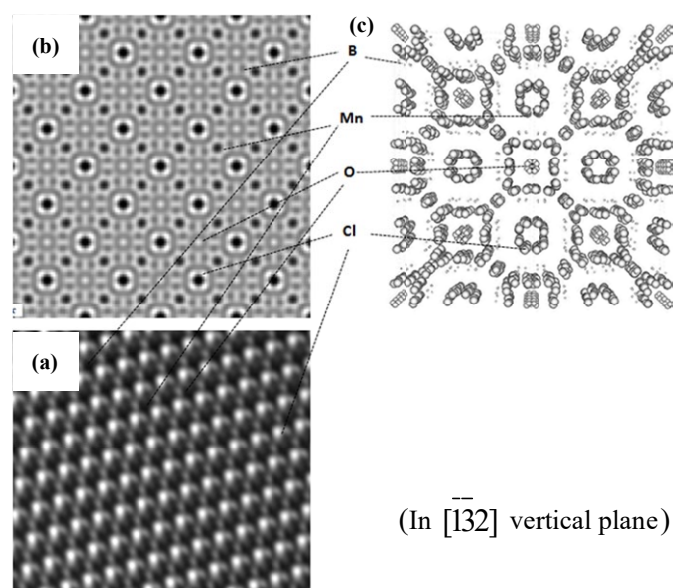 (b)
(c)
B
Mn
O
Cl
(a)
(In [1̄3̄2] vertical plane)